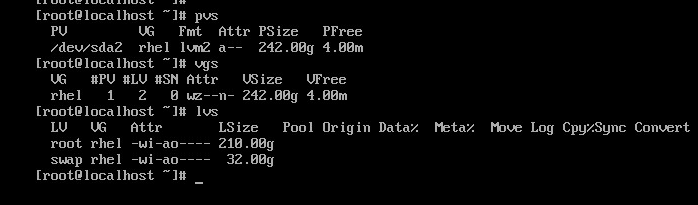 [root@localhost ~]# pvs
PV VG Fmt Attr PSize PFree
/dev/sda2 rhel lvm2 a-- 242.00g 4.00m
[root@localhost ~]# vgs
VG #PV #LV #SN Attr VSize VFree
rhel 1 2 0 wz--n- 242.00g 4.00m
[root@localhost ~]# lvs
LV VG Attr LSize Pool Origin Data% Meta% Move Log Cpy%Sync Convert
root rhel -wi-ao---- 210.00g
swap rhel -wi-ao---- 32.00g
[root@localhost ~]# _